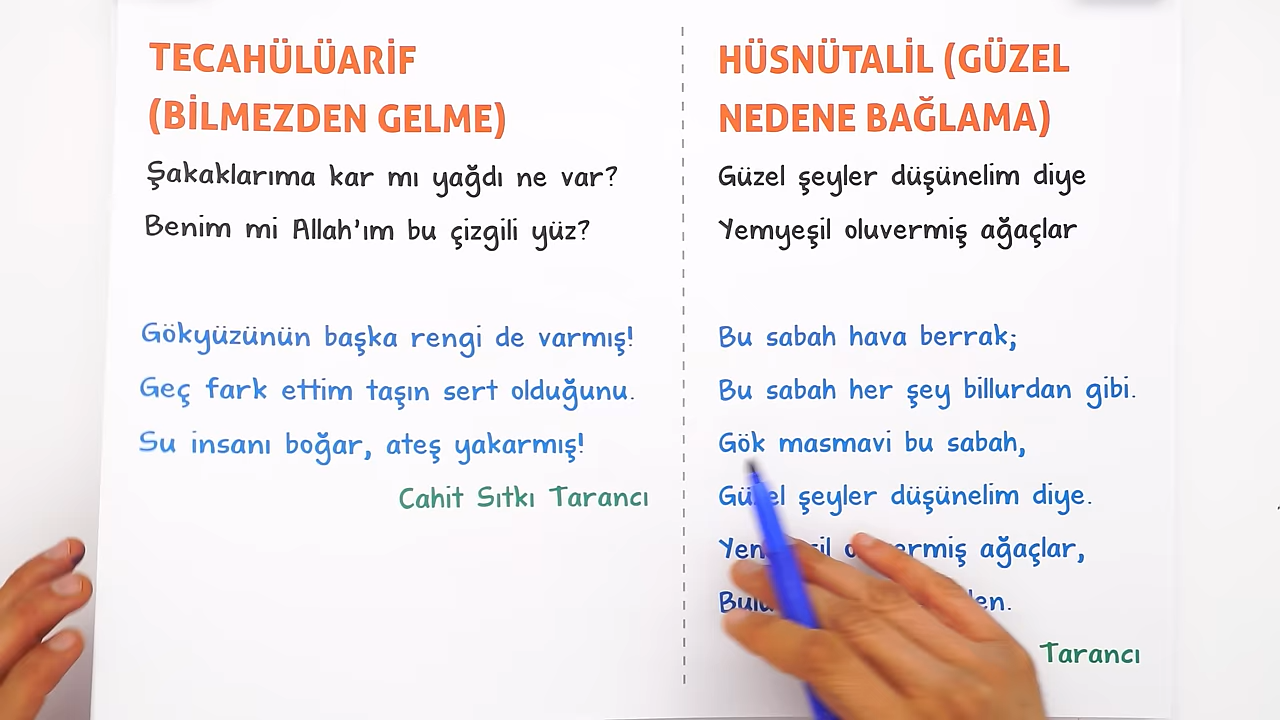 TECAHÜLÜARİF
(BİLMEZDEN GELME)
Şakaklarıma kar mı yağdı ne var?
Benim mi Allah'ım bu çizgili yüz?
Gökyüzünün başka rengi de varmış!
Geç fark ettim taşın sert olduğunu.
Su insanı boğar, ateş yakarmış!
Cahit Sıtkı Tarancı
HÜSNÜTALİL (GÜZEL
NEDENE BAĞLAMA)
Güzel şeyler düşünelim diye
Yemyeşil oluvermiş ağaçlar
Bu sabah hava berrak;
Bu sabah her şey billurdan gibi.
Gök masmavi bu sabah,
Güzel şeyler düşünelim diye.
Yemyeşil oluvermiş ağaçlar,
Tarancı